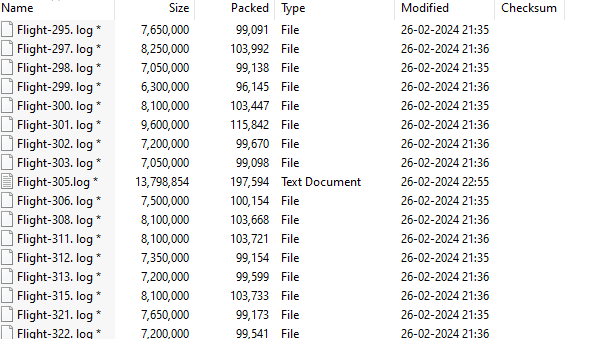 Name Size Packed Type Modified Checksum
Flight-295. log * 7,650,000 99,091 File 26-02-2024 21:35
Flight-297. log * 8,250,000 103,992 File 26-02-2024 21:36
Flight-298. log * 7,050,000 99,138 File 26-02-2024 21:35
Flight-299. log * 6,300,000 96,145 File 26-02-2024 21:36
Flight-300. log * 8,100,000 103,447 File 26-02-2024 21:35
Flight-301. log * 9,600,000 115,842 File 26-02-2024 21:36
Flight-302. log * 7,200,000 99,670 File 26-02-2024 21:36
Flight-303. log * 7,050,000 99,098 File 26-02-2024 21:36
Flight-305.log * 13,798,854 197,594 Text Document 26-02-2024 22:55
Flight-306. log * 7,500,000 100,154 File 26-02-2024 21:35
Flight-308. log * 8,100,000 103,668 File 26-02-2024 21:36
Flight-311. log * 8,100,000 103,721 File 26-02-2024 21:36
Flight-312. log * 7,350,000 99,154 File 26-02-2024 21:35
Flight-313. log * 7,200,000 99,599 File 26-02-2024 21:36
Flight-315. log * 8,100,000 103,733 File 26-02-2024 21:36
Flight-321. log * 7,650,000 99,173 File 26-02-2024 21:35
Flight-322. log * 7,200,000 99,541 File 26-02-2024 21:36